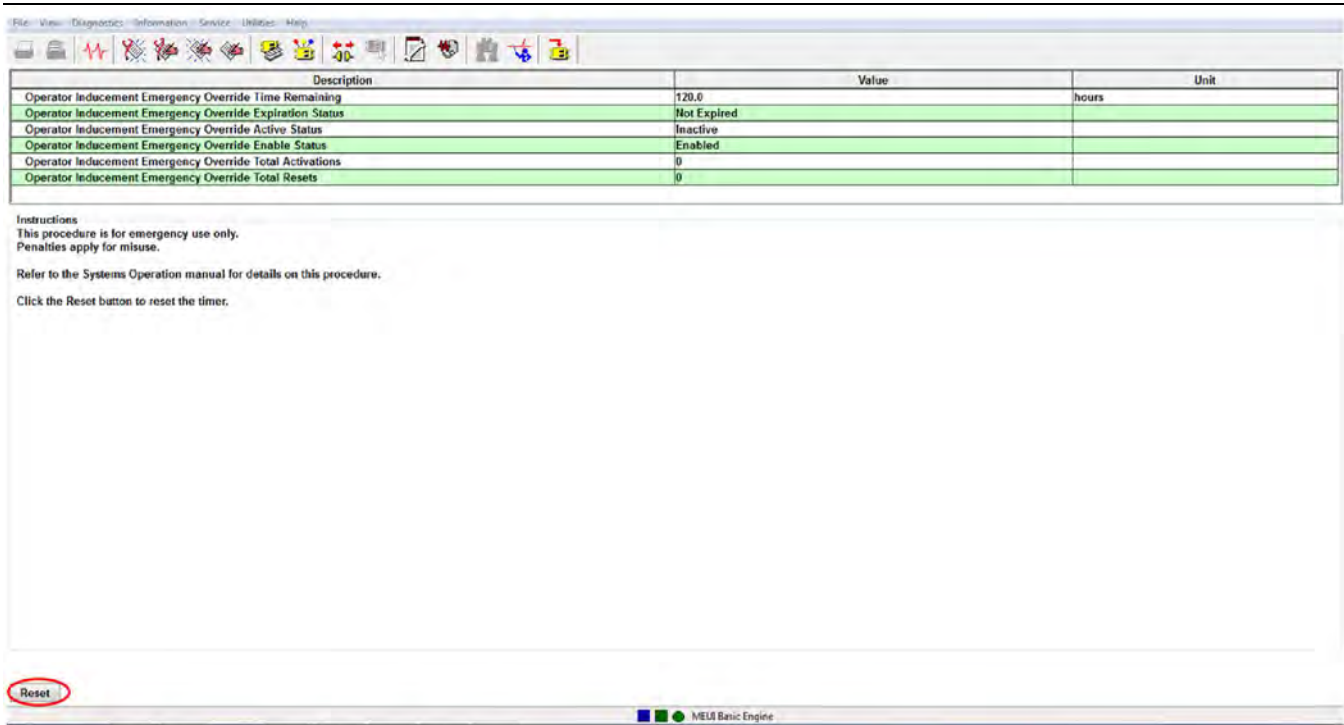 File View Diagnostics Information Service Utilities Help
Description Value Unit
Operator Inducement Emergency Override Time Remaining 120.0 hours
Operator Inducement Emergency Override Expiration Status Not Expired
Operator Inducement Emergency Override Active Status Inactive
Operator Inducement Emergency Override Enable Status Enabled
Operator Inducement Emergency Override Total Activations 0
Operator Inducement Emergency Override Total Resets 0
Instructions
This procedure is for emergency use only.
Penalties apply for misuse.
Refer to the Systems Operation manual for details on this procedure.
Click the Reset button to reset the timer.
Reset
MEUI Basic Engine